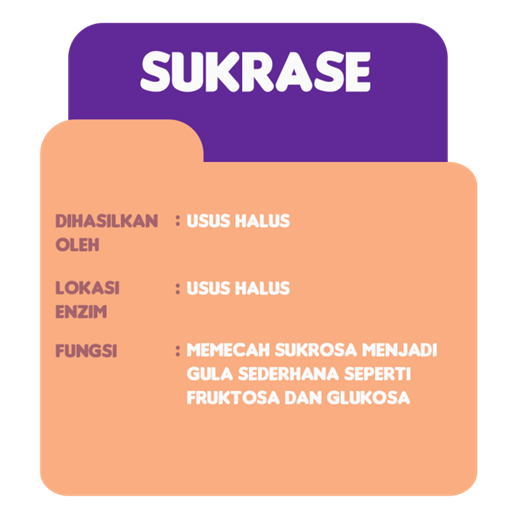 SUKRASE
DIHASILKAN : USUS HALUS
OLEH
LOKASI : USUS HALUS
ENZIM
FUNGSI : MEMECAH SUKROSA MENJADI
GULA SEDERHANA SEPERTI
FRUKTOSA DAN GLUKOSA